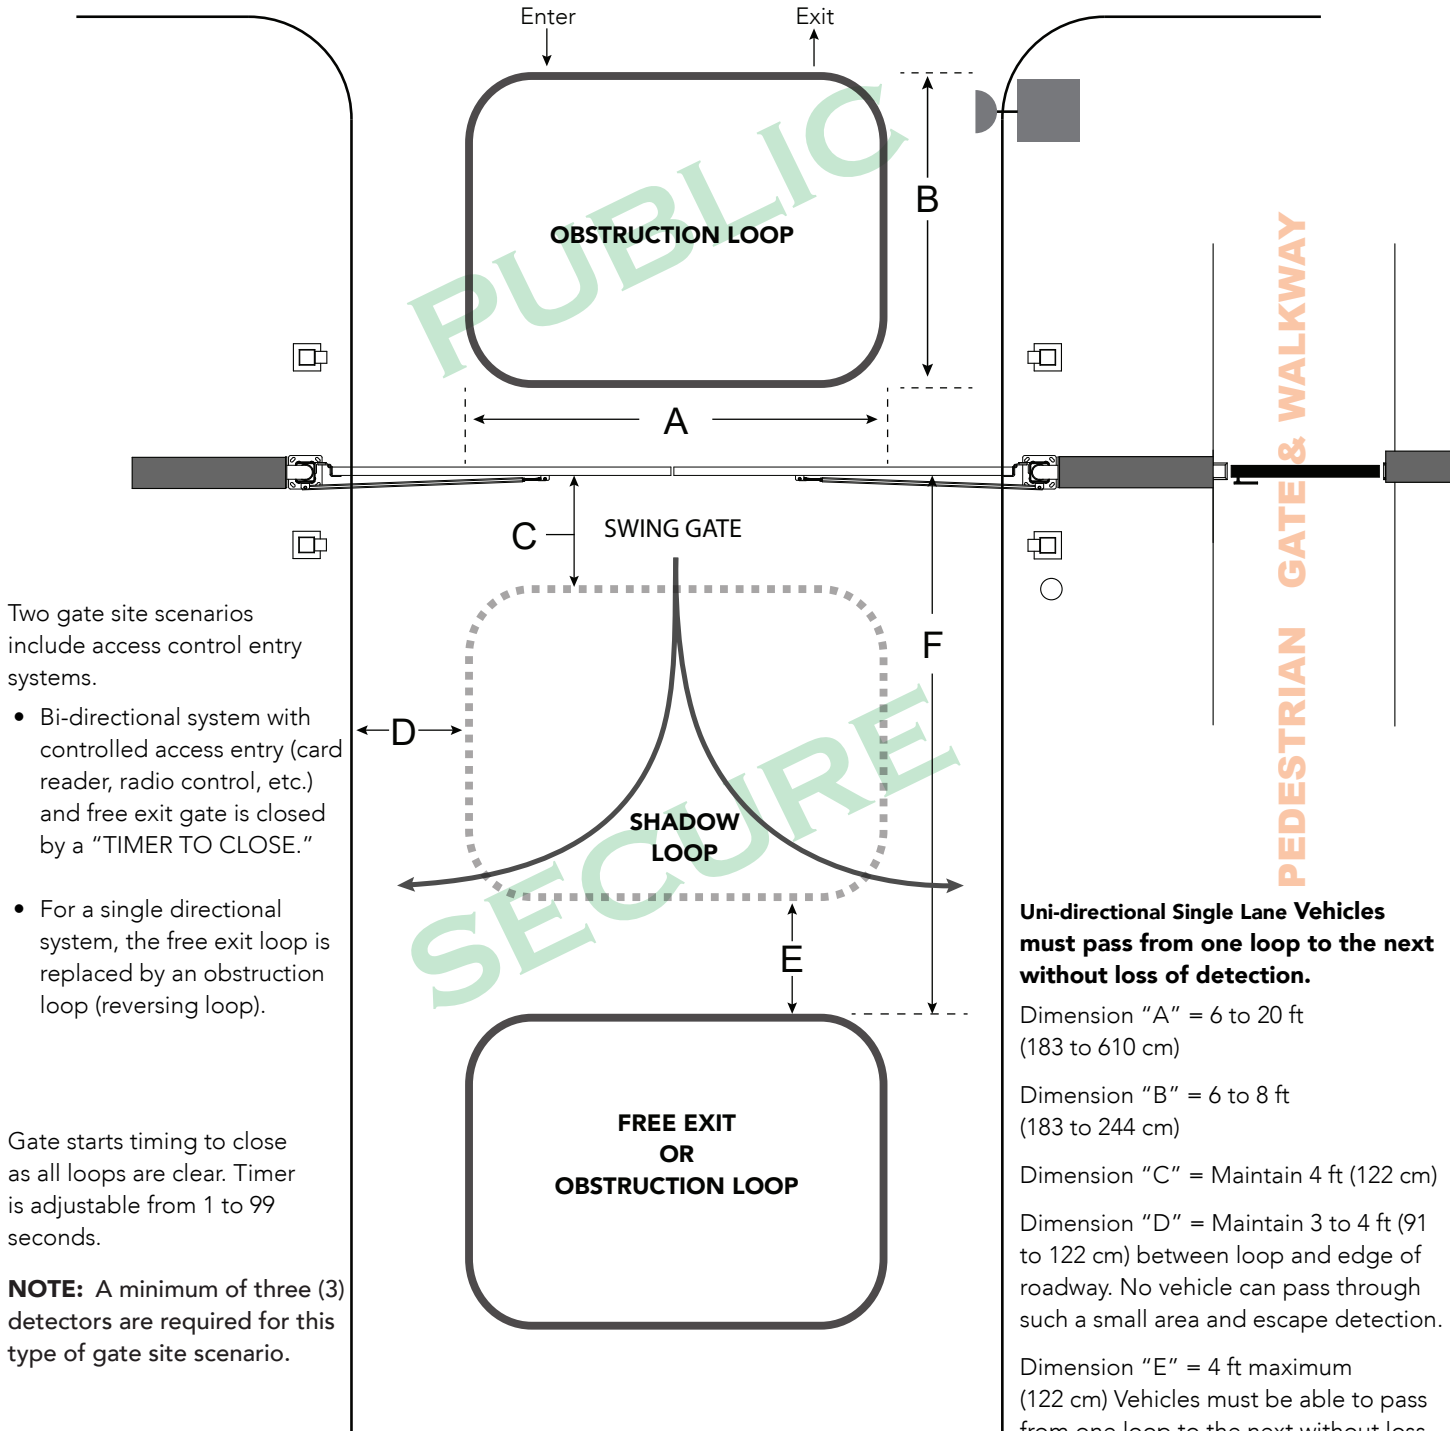 Enter
Exit
PUBLIC
OBSTRUCTION LOOP
B
A
PEDESTRIAN GATE & WALKWAY
C
SWING GATE
F
D
SECURE
SHADOW
LOOP
E
FREE EXIT
OR
OBSTRUCTION LOOP
Two gate site scenarios
include access control entry
systems.
• Bi-directional system with
controlled access entry (card
reader, radio control, etc.)
and free exit gate is closed
by a “TIMER TO CLOSE.”
• For a single directional
system, the free exit loop is
replaced by an obstruction
loop (reversing loop).
Gate starts timing to close
as all loops are clear. Timer
is adjustable from 1 to 99
seconds.
NOTE: A minimum of three (3)
detectors are required for this
type of gate site scenario.
Uni-directional Single Lane Vehicles
must pass from one loop to the next
without loss of detection.
Dimension “A” = 6 to 20 ft
(183 to 610 cm)
Dimension “B” = 6 to 8 ft
(183 to 244 cm)
Dimension “C” = Maintain 4 ft (122 cm)
Dimension “D” = Maintain 3 to 4 ft (91
to 122 cm) between loop and edge of
roadway. No vehicle can pass through
such a small area and escape detection.
Dimension “E” = 4 ft maximum
(122 cm) Vehicles must be able to pass
from one loop to the next without loss